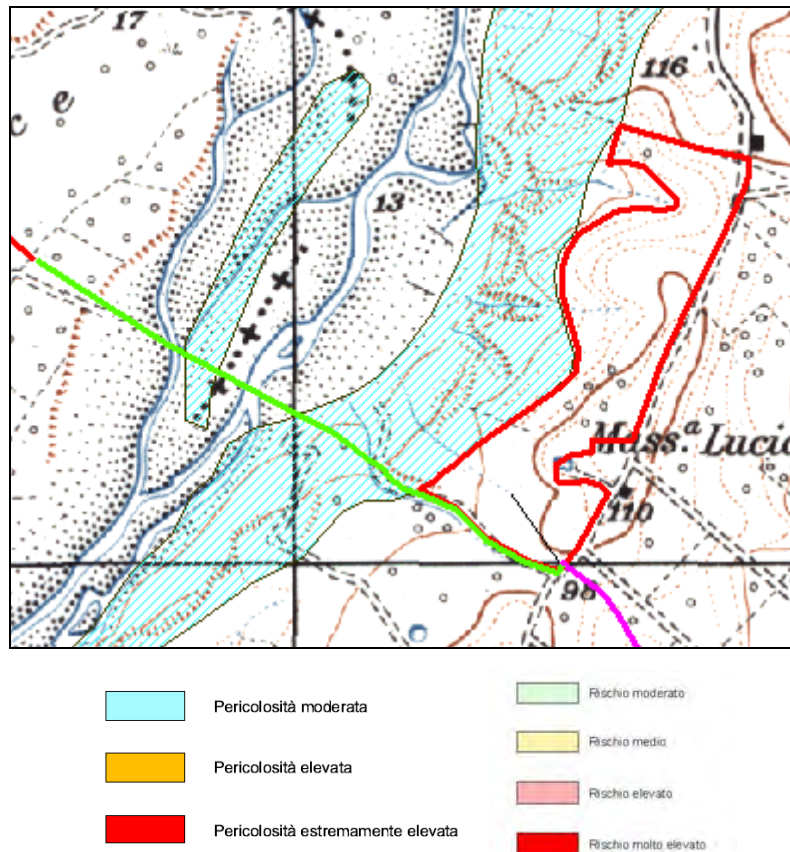 17
116
c e
13
Mass.ª Lucia
110
98
Pericolosità moderata
Pericolosità elevata
Pericolosità estremamente elevata
Rischio moderato
Rischio medio
Rischio elevato
Rischio molto elevato